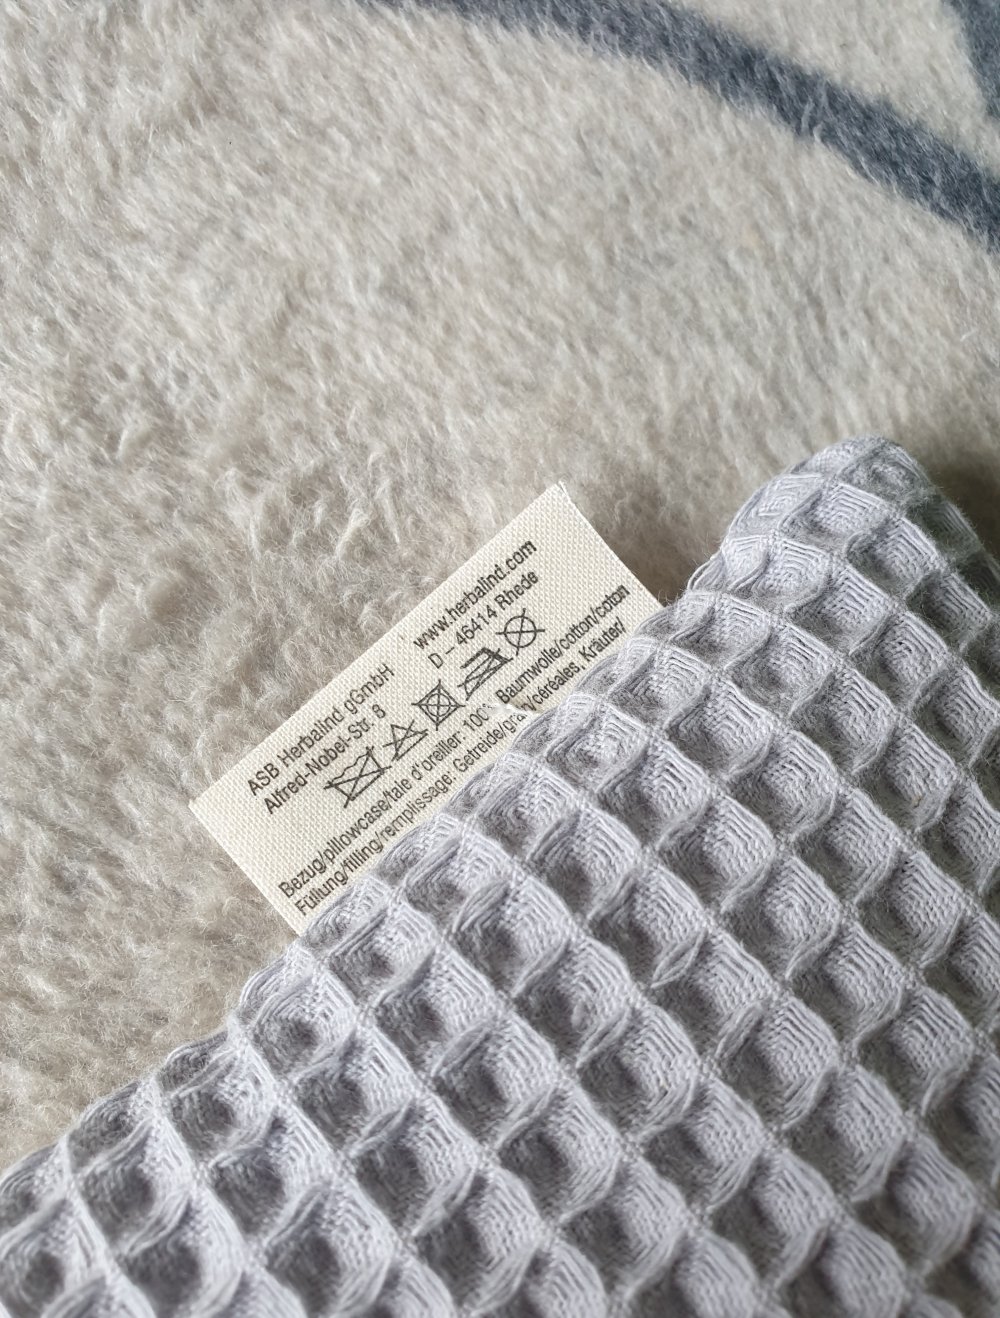 ASB Herbalind gGmbH www.herbalind.com
Alfred-Nobel-Str. 8 D – 46414 Rhede
Bezug/pillowcase/taie d'oreiller: 100% Baumwolle/cotton/coton
Füllung/filling/remplissage: Getreide/grain/céréales, Kräuter/